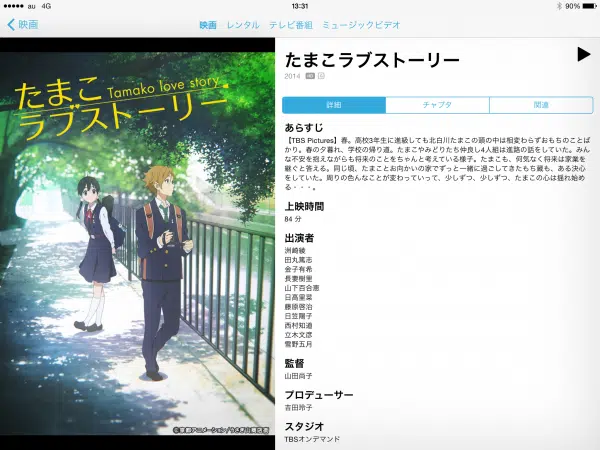 au 4G 13:31 90%
映画 映画 レンタル テレビ番組 ミュージックビデオ
たまこ
Tamako love story
ラブストーリー
©京都アニメーション/うさぎ山商店街
たまこラブストーリー
2014 HD
詳細 チャプタ 関連
あらすじ
【TBS Pictures】春。高校3年生に進級しても北白川たまこの頭の中は相変わらずおもちのことば
かり。春の夕暮れ、学校の帰り道。たまこやみどりたち仲良し4人組は進路の話をしていた。みん
な不安を抱えながらも将来のことをちゃんと考えている様子。たまこも、何気なく将来は家業を
継ぐと答える。同じ頃、たまことお向かいの家でずっと一緒に過ごしてきたもち蔵も、ある決心
をしていた。周りの色んなことが変わっていって、少しずつ、少しずつ、たまこの心は揺れ始め
る・・・。
上映時間
84 分
出演者
洲崎綾
田丸篤志
金子有希
長妻樹里
山下百合恵
日高里菜
藤原啓治
日笠陽子
西村知道
立木文彦
雪野五月
監督
山田尚子
プロデューサー
吉田玲子
スタジオ
TBSオンデマンド